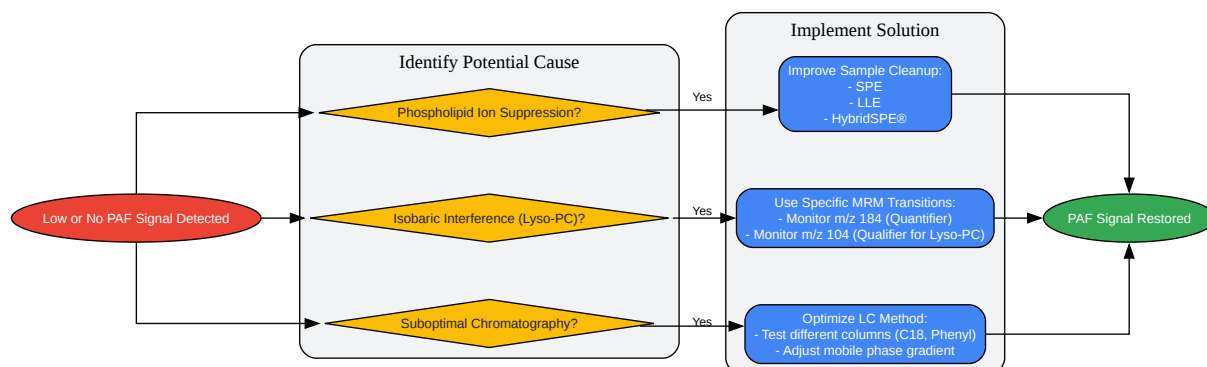 Implement Solution
Identify Potential Cause
Improve Sample Cleanup:
- SPE
- LLE
- HybridSPE®
Phospholipid Ion Suppression?
Yes
Low or No PAF Signal Detected
Isobaric Interference (Lyso-PC)?
Yes
Use Specific MRM Transitions:
- Monitor m/z 184 (Quantifier)
- Monitor m/z 104 (Qualifier for Lyso-PC)
PAF Signal Restored
Suboptimal Chromatography?
Yes
Optimize LC Method:
- Test different columns (C18, Phenyl)
- Adjust mobile phase gradient